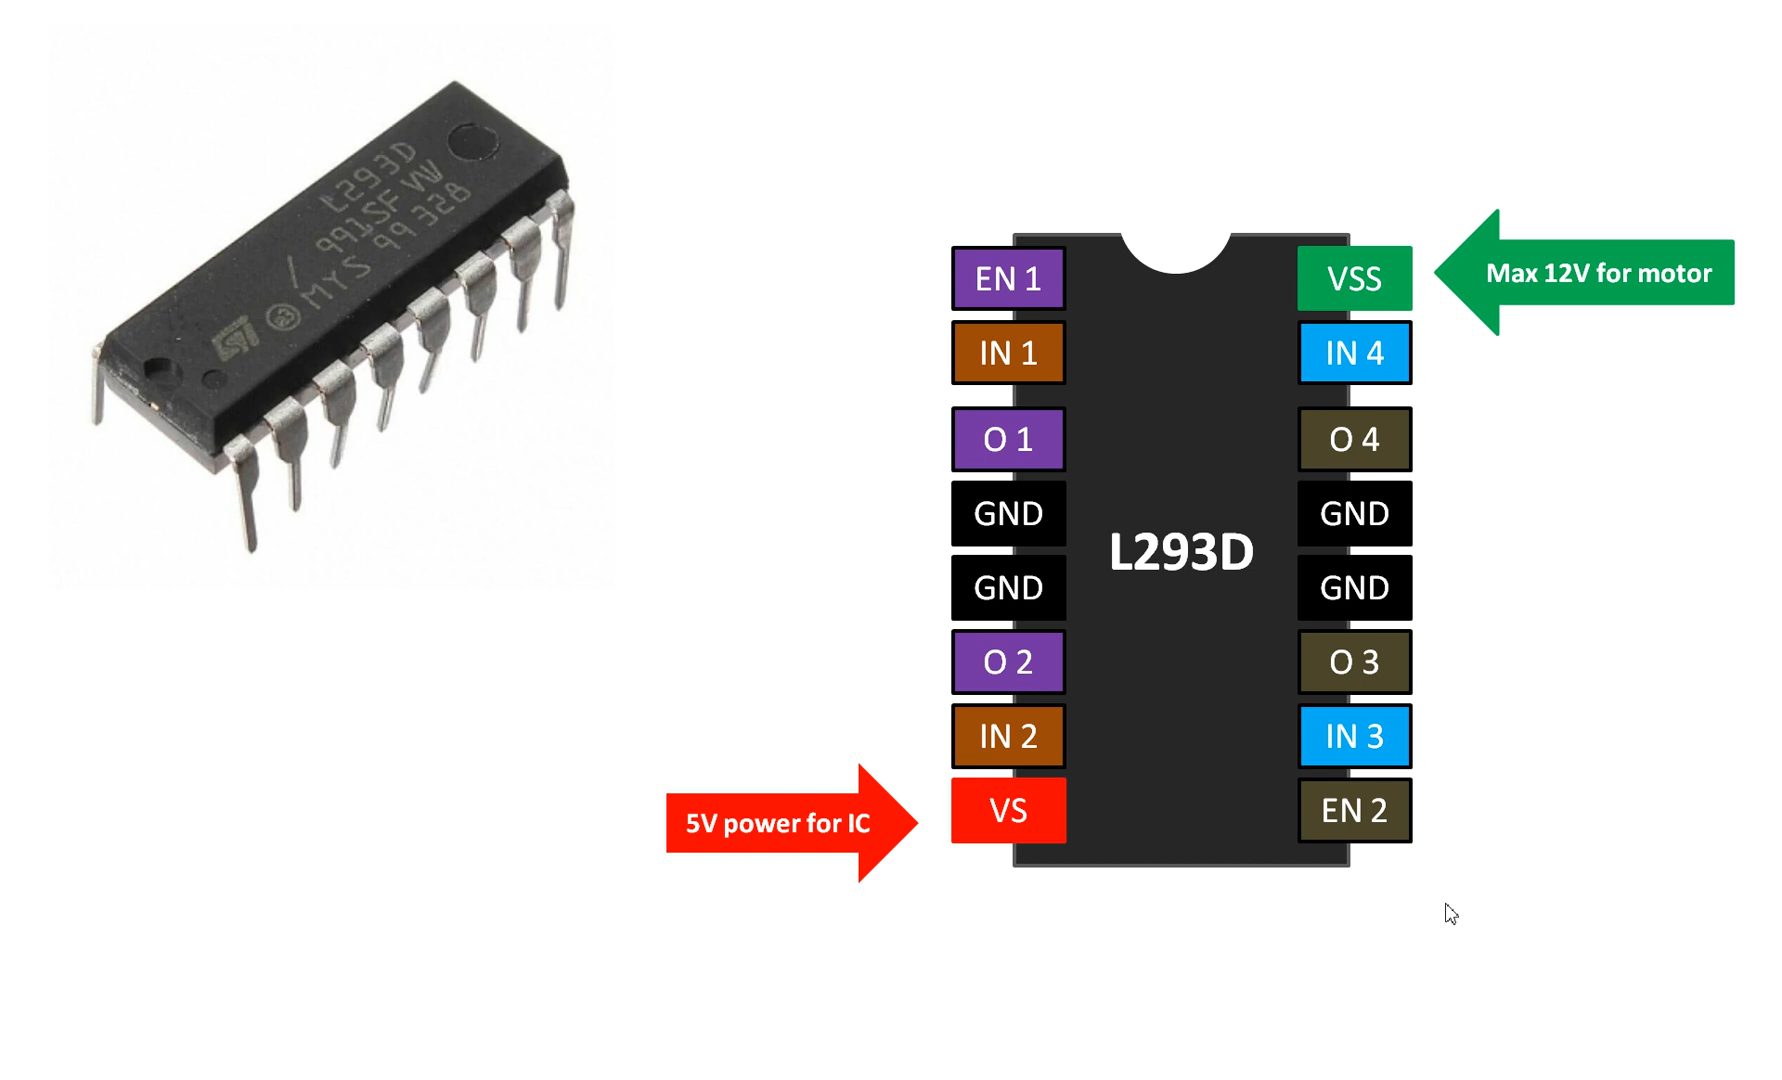 L293D
991SF VW
MYS 99 328
EN 1
IN 1
O 1
GND
GND
O 2
IN 2
VS
VSS
IN 4
O 4
GND
GND
O 3
IN 3
EN 2
L293D
Max 12V for motor
5V power for IC